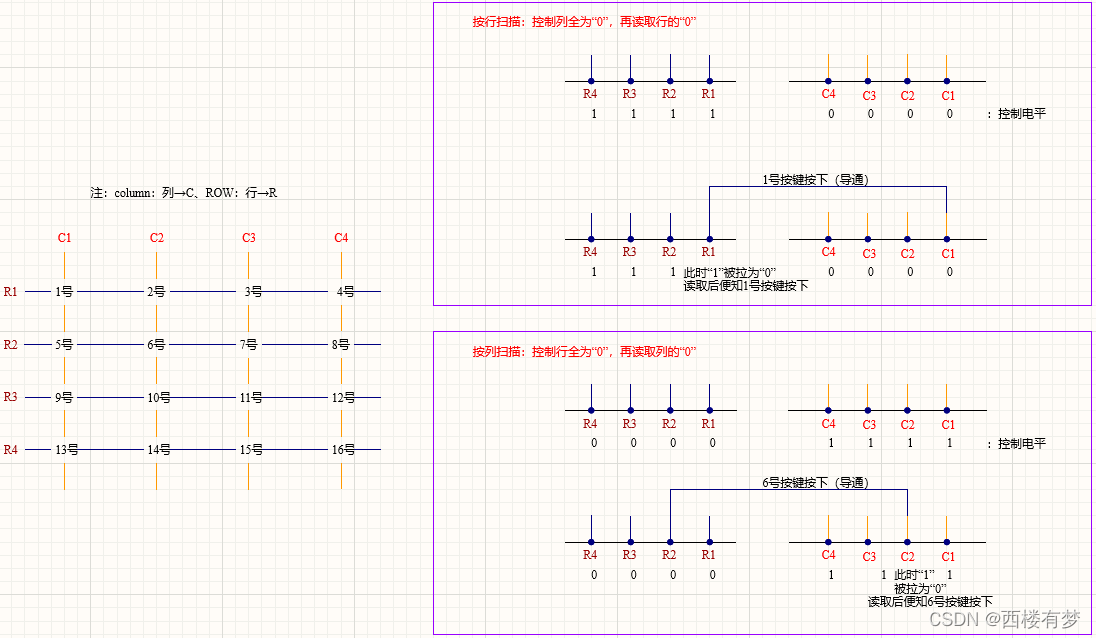 注：column：列→C、ROW：行→R
C1 C2 C3 C4
R1 1号 2号 3号 4号
R2 5号 6号 7号 8号
R3 9号 10号 11号 12号
R4 13号 14号 15号 16号
按行扫描：控制列全为“0”，再读取行的“0”
R4 R3 R2 R1 C4 C3 C2 C1
1 1 1 1 0 0 0 0 ：控制电平
1号按键按下（导通）
R4 R3 R2 R1 C4 C3 C2 C1
1 1 1 此时“1”被拉为“0” 0 0 0 0
读取后便知1号按键按下
按列扫描：控制行全为“0”，再读取列的“0”
R4 R3 R2 R1 C4 C3 C2 C1
0 0 0 0 1 1 1 1 ：控制电平
6号按键按下（导通）
R4 R3 R2 R1 C4 C3 C2 C1
0 0 0 0 1 1 此时“1” 1
被拉为“0”
读取后便知6号按键按下
CSDN @西楼有梦